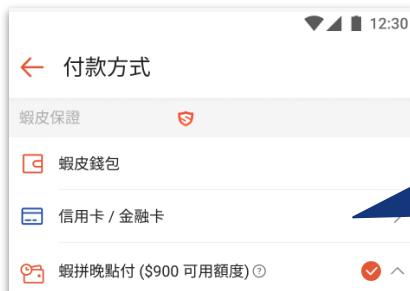 12:30
付款方式
蝦皮保證
蝦皮錢包
信用卡 / 金融卡
蝦拼晚點付 ($900 可用額度)